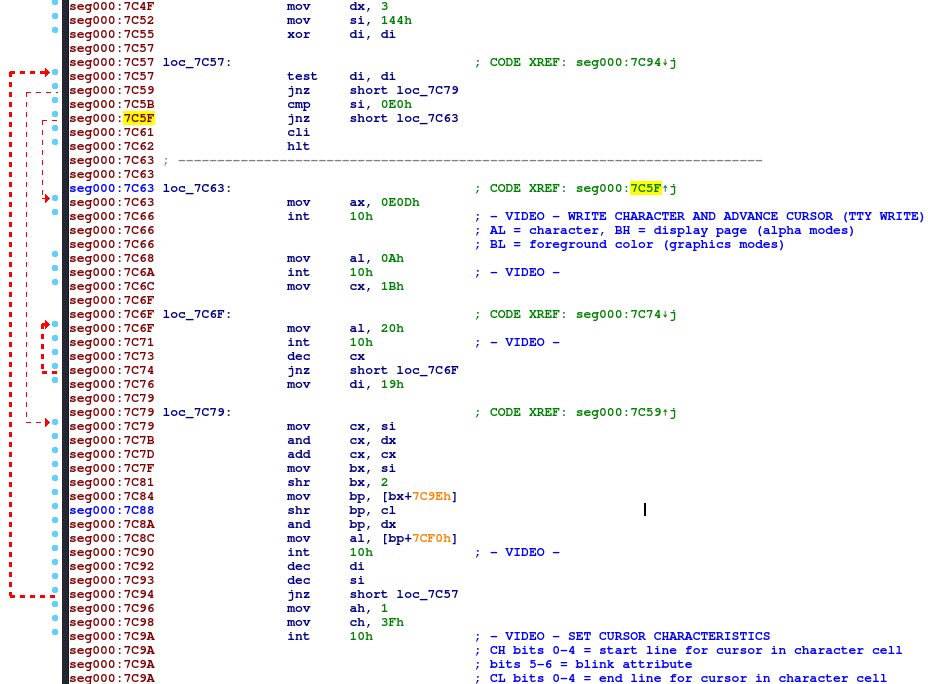 seg000:7C4F mov dx, 3
seg000:7C52 mov si, 144h
seg000:7C55 xor di, di
seg000:7C57
seg000:7C57 loc_7C57: ; CODE XREF: seg000:7C94↓j
seg000:7C57 test di, di
seg000:7C59 jnz short loc_7C79
seg000:7C5B cmp si, 0E0h
seg000:7C5F jnz short loc_7C63
seg000:7C61 cli
seg000:7C62 hlt
seg000:7C63 ; ---------------------------------------------------------------------------
seg000:7C63
seg000:7C63 loc_7C63: ; CODE XREF: seg000:7C5F↑j
seg000:7C63 mov ax, 0E0Dh
seg000:7C66 int 10h ; - VIDEO - WRITE CHARACTER AND ADVANCE CURSOR (TTY WRITE)
seg000:7C66 ; AL = character, BH = display page (alpha modes)
seg000:7C66 ; BL = foreground color (graphics modes)
seg000:7C68 mov al, 0Ah
seg000:7C6A int 10h ; - VIDEO -
seg000:7C6C mov cx, 1Bh
seg000:7C6F
seg000:7C6F loc_7C6F: ; CODE XREF: seg000:7C74↓j
seg000:7C6F mov al, 20h
seg000:7C71 int 10h ; - VIDEO -
seg000:7C73 dec cx
seg000:7C74 jnz short loc_7C6F
seg000:7C76 mov di, 19h
seg000:7C79
seg000:7C79 loc_7C79: ; CODE XREF: seg000:7C59↑j
seg000:7C79 mov cx, si
seg000:7C7B and cx, dx
seg000:7C7D add cx, cx
seg000:7C7F mov bx, si
seg000:7C81 shr bx, 2
seg000:7C84 mov bp, [bx+7C9Eh]
seg000:7C88 shr bp, cl
seg000:7C8A and bp, dx
seg000:7C8C mov al, [bp+7CF0h]
seg000:7C90 int 10h ; - VIDEO -
seg000:7C92 dec di
seg000:7C93 dec si
seg000:7C94 jnz short loc_7C57
seg000:7C96 mov ah, 1
seg000:7C98 mov ch, 3Fh
seg000:7C9A int 10h ; - VIDEO - SET CURSOR CHARACTERISTICS
seg000:7C9A ; CH bits 0-4 = start line for cursor in character cell
seg000:7C9A ; bits 5-6 = blink attribute
seg000:7C9A ; CL bits 0-4 = end line for cursor in character cell